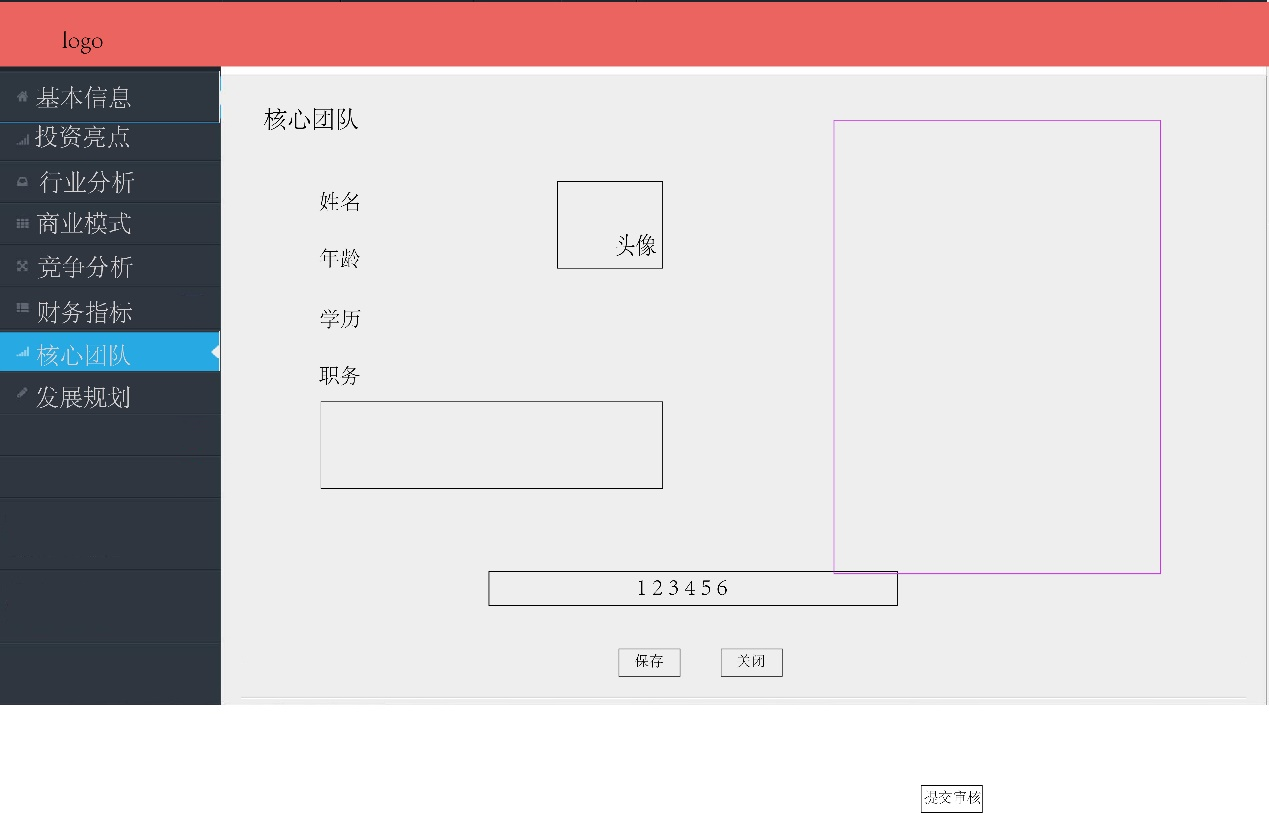 logo
基本信息
投资亮点
行业分析
商业模式
竞争分析
财务指标
核心团队
发展规划
核心团队
姓名
头像
年龄
学历
职务
1 2 3 4 5 6
保存
关闭
提交审核